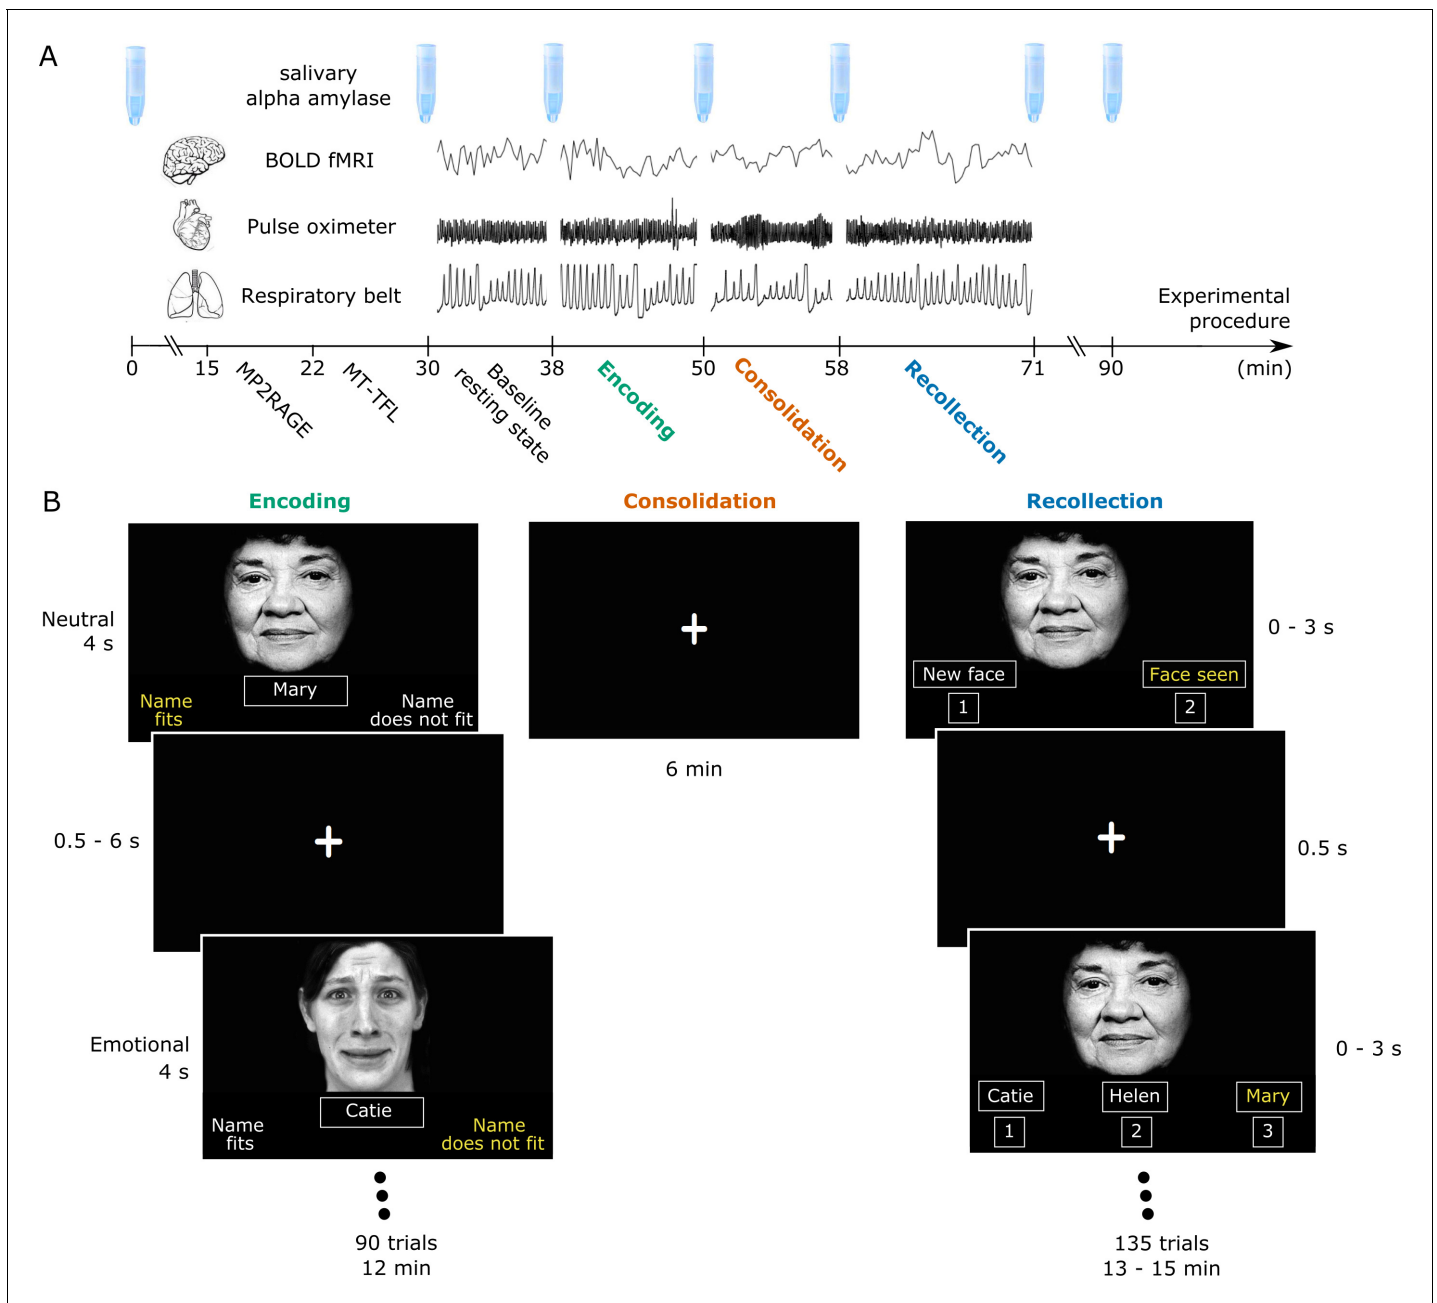 A
salivary
alpha amylase
BOLD fMRI
Pulse oximeter
Respiratory belt
Experimental
procedure
0 15 22 30 38 50 58 71 90 (min)
MP2RAGE
MT-TFL
Baseline
resting state
Encoding
Consolidation
Recollection
B
Encoding
Consolidation
Recollection
Neutral
4 s
Mary
Name
fits
Name
does not fit
0.5 - 6 s
Emotional
4 s
Catie
Name
fits
Name
does not fit
90 trials
12 min
6 min
New face
Face seen
1
2
0 - 3 s
0.5 s
Catie
Helen
Mary
1
2
3
0 - 3 s
135 trials
13 - 15 min